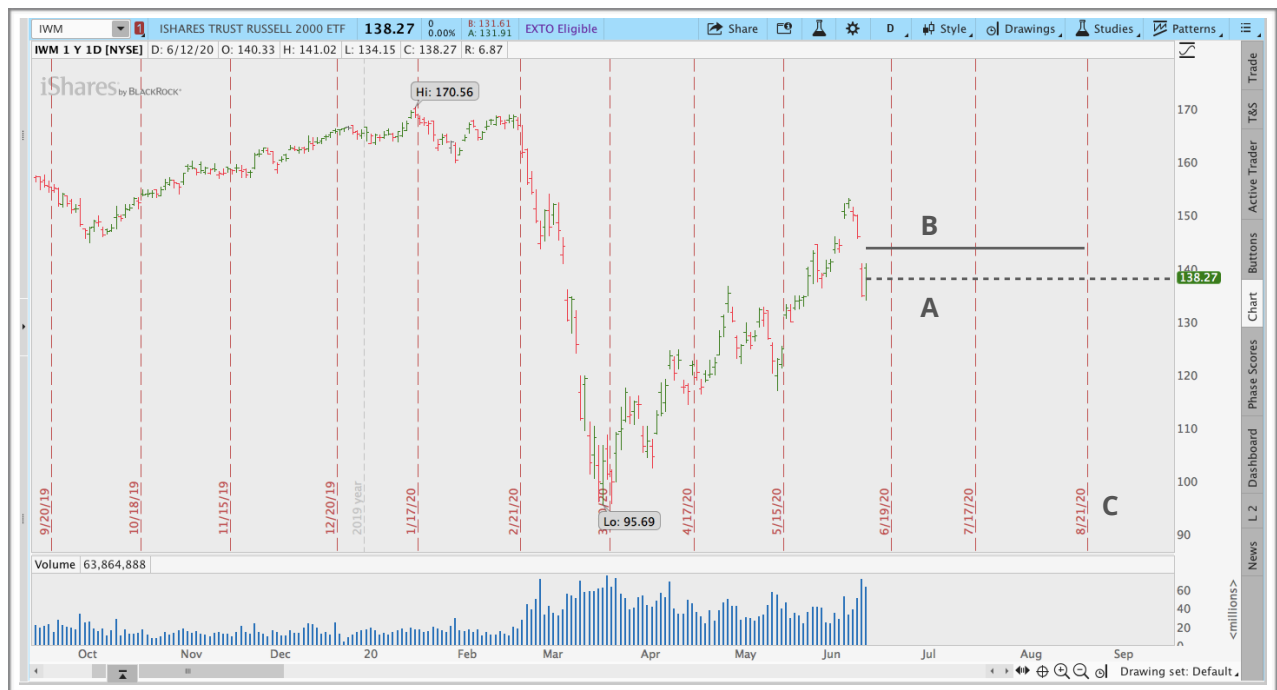 IWM 1 ISHARES TRUST RUSSELL 2000 ETF 138.27 0 B: 131.61 EXTO Eligible Share D Style Drawings Studies Patterns
0.00% A: 131.91
IWM 1 Y 1D [NYSE] D: 6/12/20 O: 140.33 H: 141.02 L: 134.15 C: 138.27 R: 6.87
iShares by BLACKROCK®
Hi: 170.56
170
160
150
B
140
138.27
A
130
120
110
100
90
9/20/19
10/18/19
11/15/19
12/20/19
2019 year
1/17/20
2/21/20
4/17/20
5/15/20
6/19/20
7/17/20
8/21/20
C
Lo: 95.69
Volume 63,864,888
60
40
20
<millions>
Oct Nov Dec 20 Feb Mar Apr May Jun Jul Aug Sep
Drawing set: Default
Trade
T&S
Active Trader
Buttons
Chart
Phase Scores
Dashboard
L 2
News